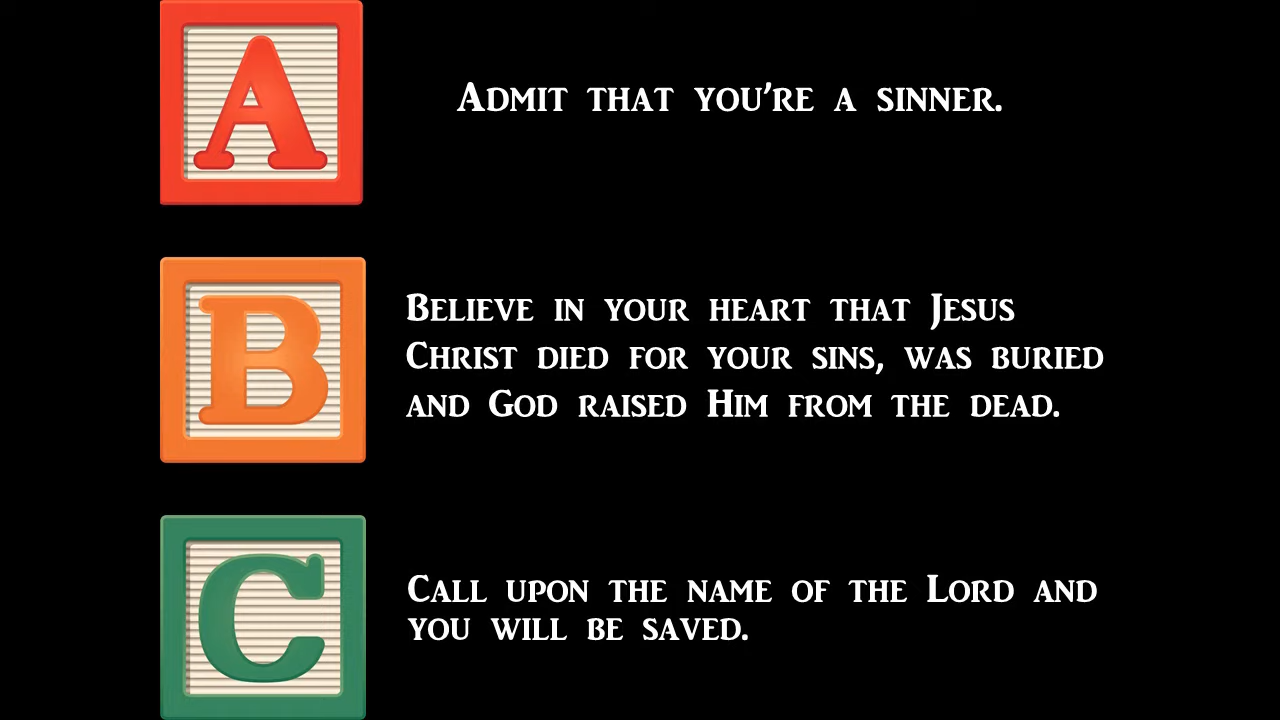 A
Admit that you're a sinner.
B
Believe in your heart that Jesus
Christ died for your sins, was buried
and God raised Him from the dead.
C
Call upon the name of the Lord and
you will be saved.